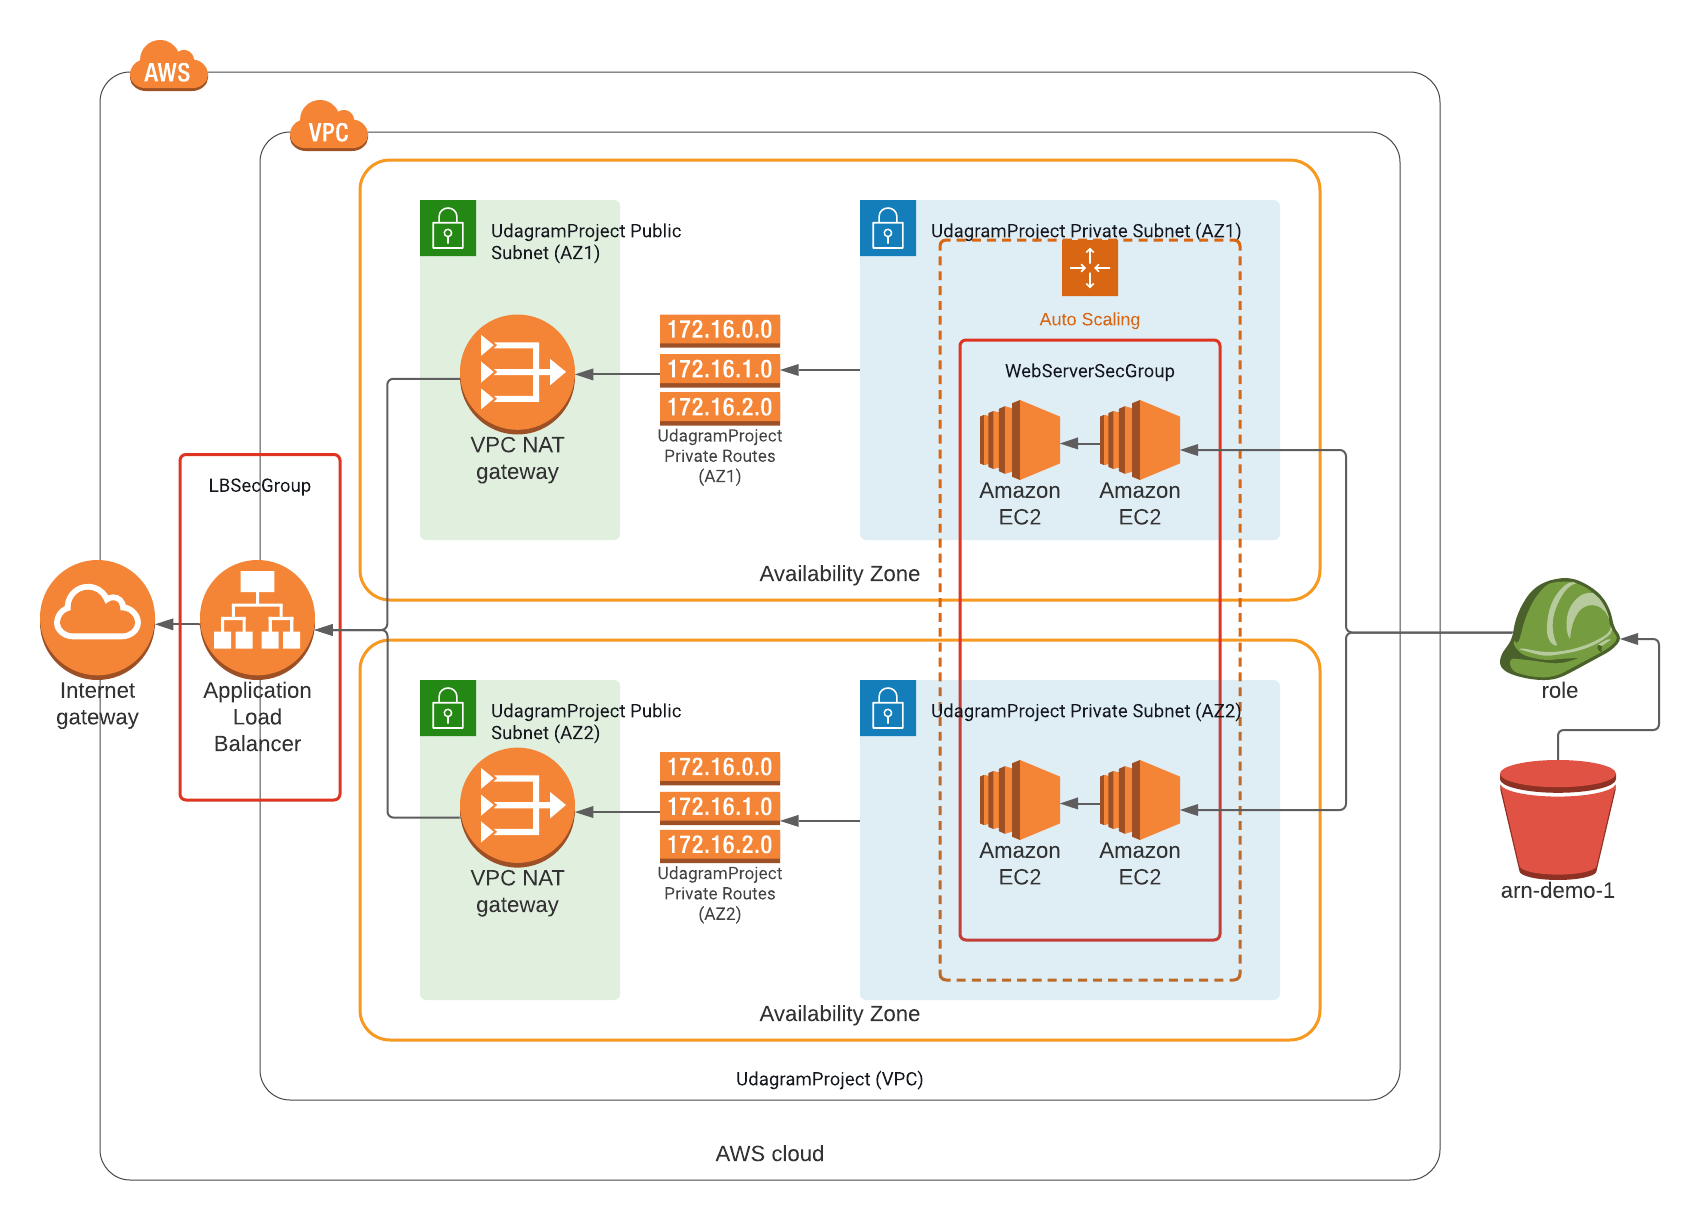 AWS
VPC
UdagramProject Public
Subnet (AZ1)
UdagramProject Private Subnet (AZ1)
Auto Scaling
172.16.0.0
172.16.1.0
172.16.2.0
UdagramProject
Private Routes
(AZ1)
VPC NAT
gateway
WebServerSecGroup
Amazon
EC2
Amazon
EC2
Availability Zone
LBSecGroup
Internet
gateway
Application
Load
Balancer
UdagramProject Public
Subnet (AZ2)
UdagramProject Private Subnet (AZ2)
172.16.0.0
172.16.1.0
172.16.2.0
UdagramProject
Private Routes
(AZ2)
VPC NAT
gateway
Amazon
EC2
Amazon
EC2
Availability Zone
role
arn-demo-1
UdagramProject (VPC)
AWS cloud